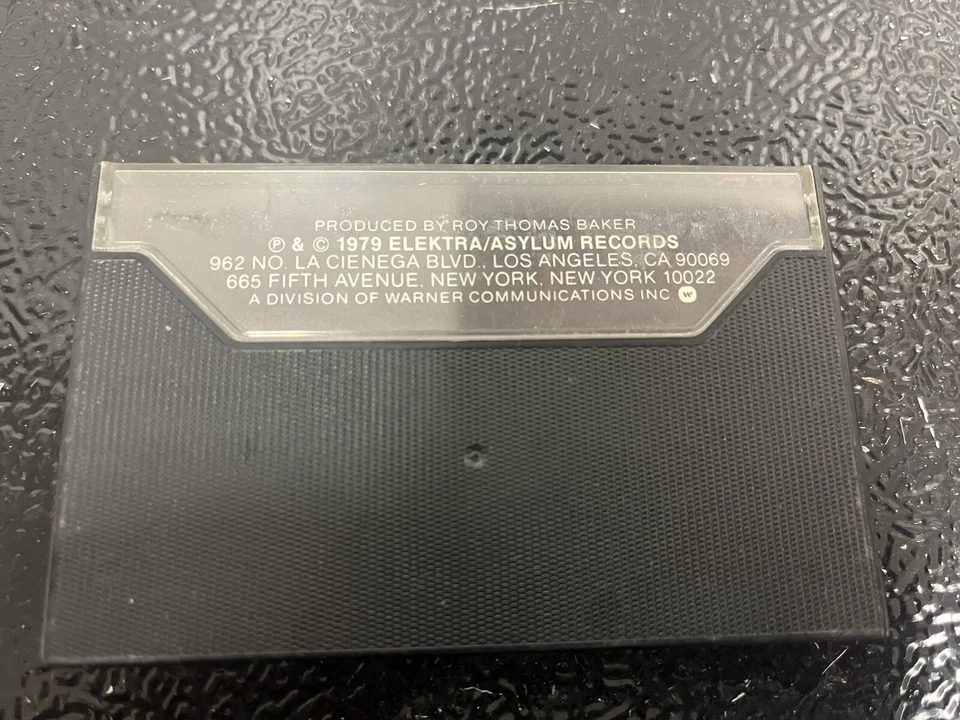 PRODUCED BY ROY THOMAS BAKER
℗ & © 1979 ELEKTRA/ASYLUM RECORDS
962 NO. LA CIENEGA BLVD., LOS ANGELES, CA 90069
665 FIFTH AVENUE, NEW YORK, NEW YORK 10022
A DIVISION OF WARNER COMMUNICATIONS INC W